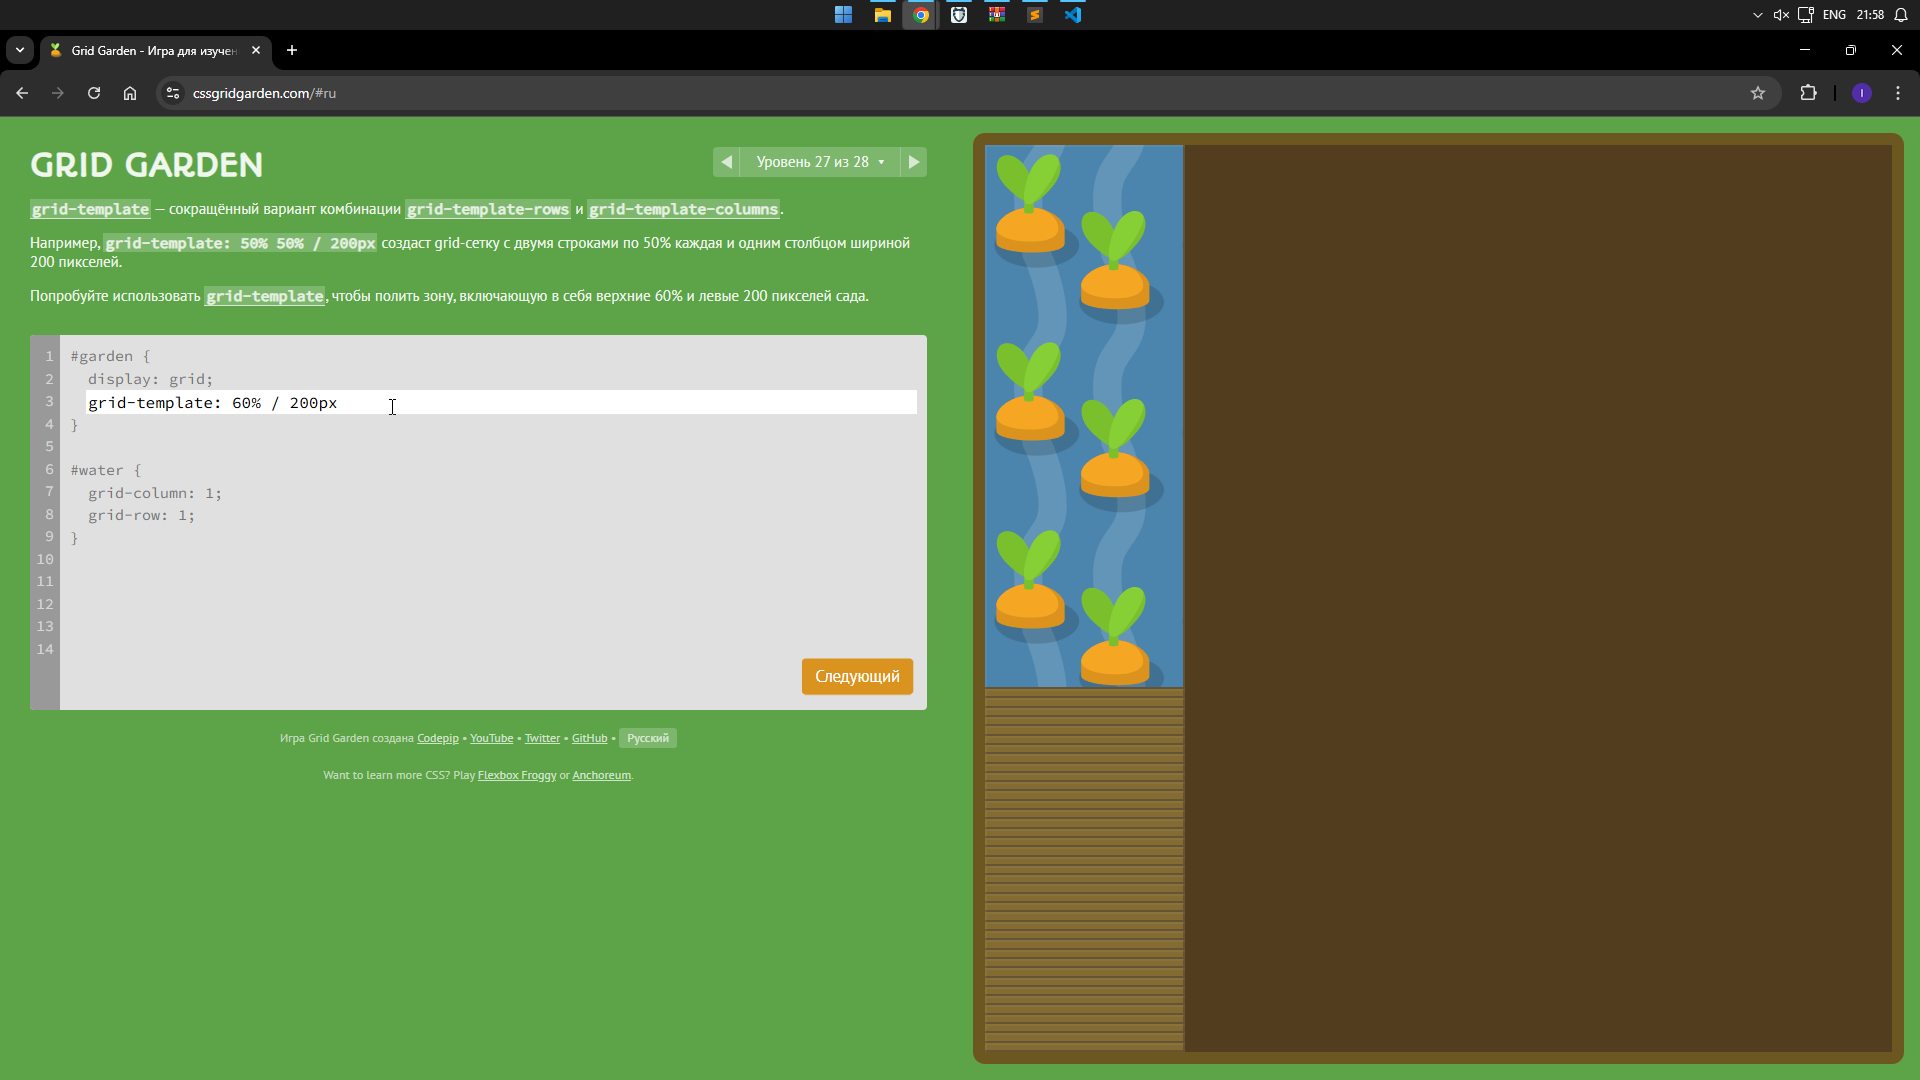 ENG 21:58
Grid Garden - Игра для изучен
cssgridgarden.com/#ru
I
GRID GARDEN
Уровень 27 из 28
grid-template — сокращённый вариант комбинации grid-template-rows и grid-template-columns.
Например, grid-template: 50% 50% / 200px создаст grid-сетку с двумя строками по 50% каждая и одним столбцом шириной
200 пикселей.
Попробуйте использовать grid-template, чтобы полить зону, включающую в себя верхние 60% и левые 200 пикселей сада.
1 #garden {
2 display: grid;
3 grid-template: 60% / 200px
4 }
5
6 #water {
7 grid-column: 1;
8 grid-row: 1;
9 }
10
11
12
13
14
Следующий
Игра Grid Garden создана Codepip • YouTube • Twitter • GitHub • Русский
Want to learn more CSS? Play Flexbox Froggy or Anchoreum.